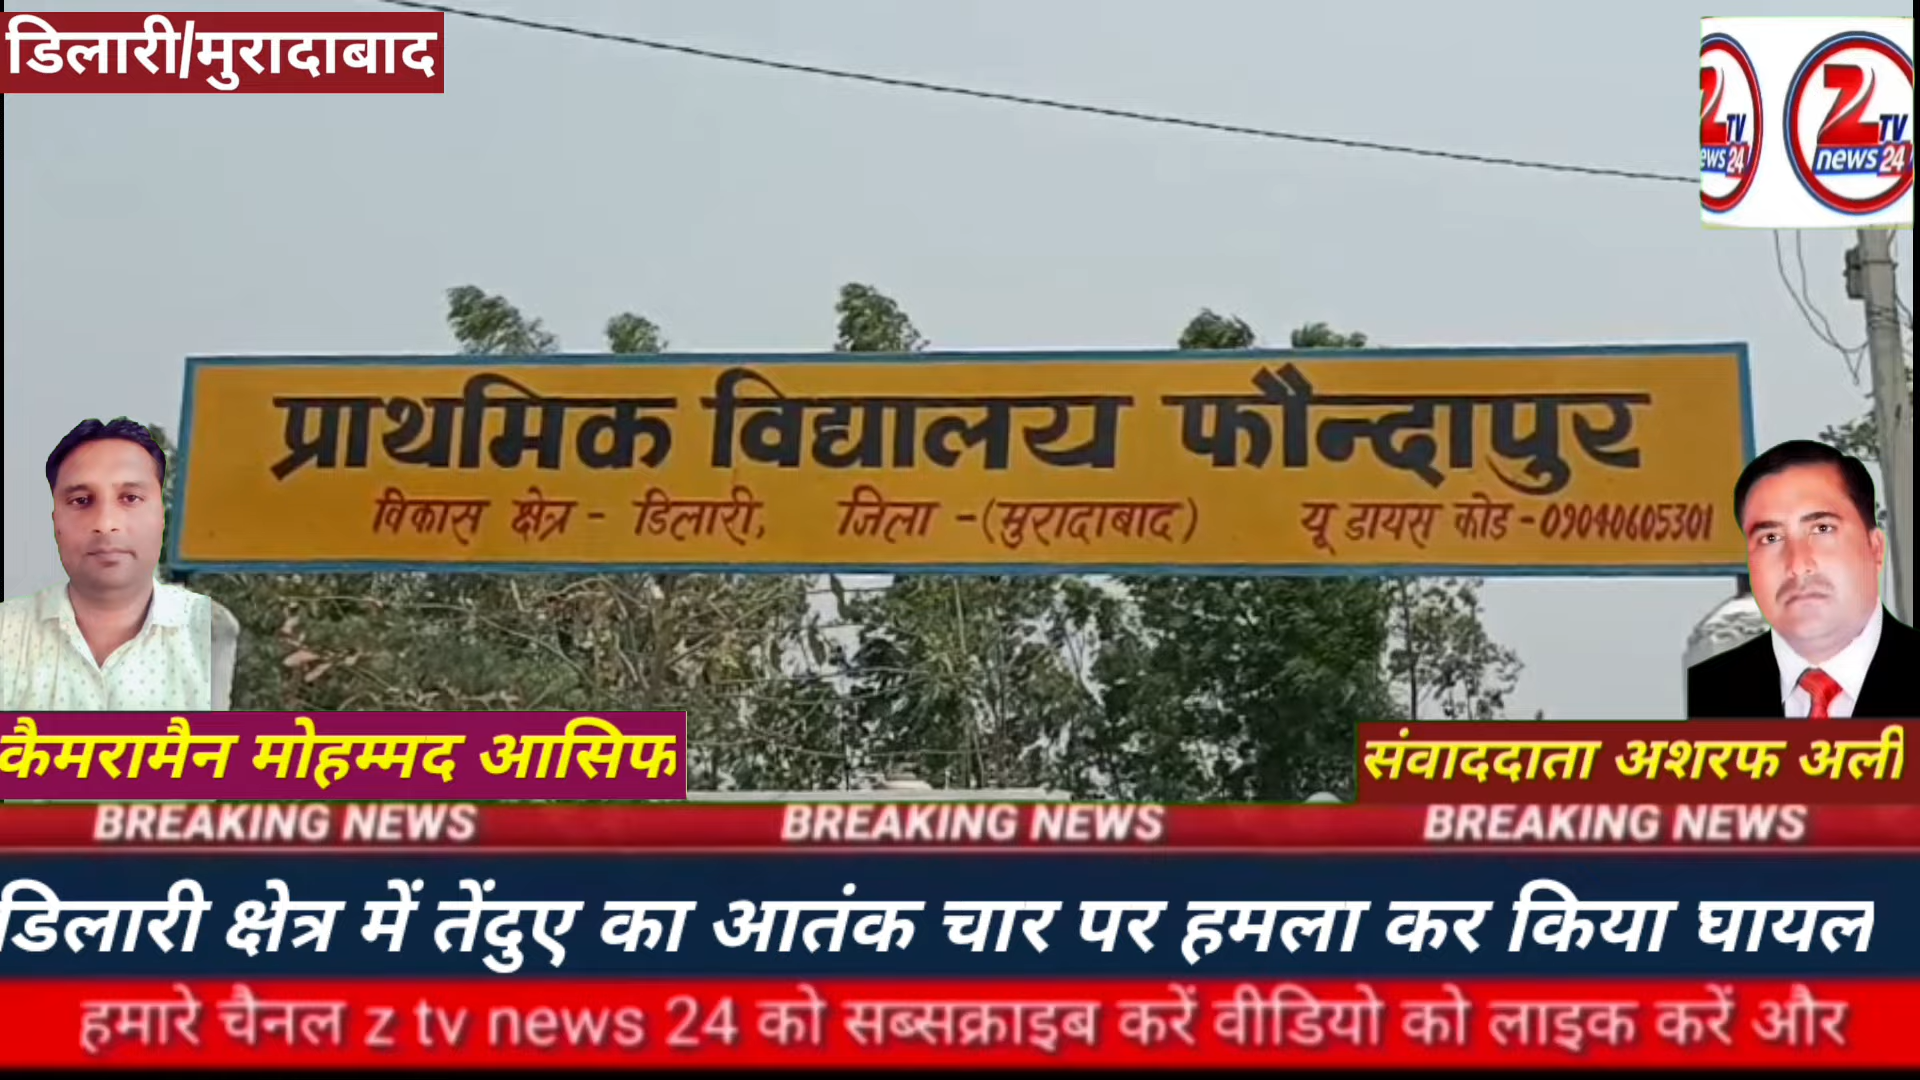 डिलारी/मुरादाबाद
Z TV news 24
Z TV news 24
प्राथमिक विद्यालय फौन्दापुर
विकास क्षेत्र - डिलारी, जिला -(मुरादाबाद) यू डायस कोड -09040605301
कैमरामैन मोहम्मद आसिफ
संवाददाता अशरफ अली
BREAKING NEWS BREAKING NEWS BREAKING NEWS
डिलारी क्षेत्र में तेंदुए का आतंक चार पर हमला कर किया घायल
हमारे चैनल z tv news 24 को सब्सक्राइब करें वीडियो को लाइक करें और